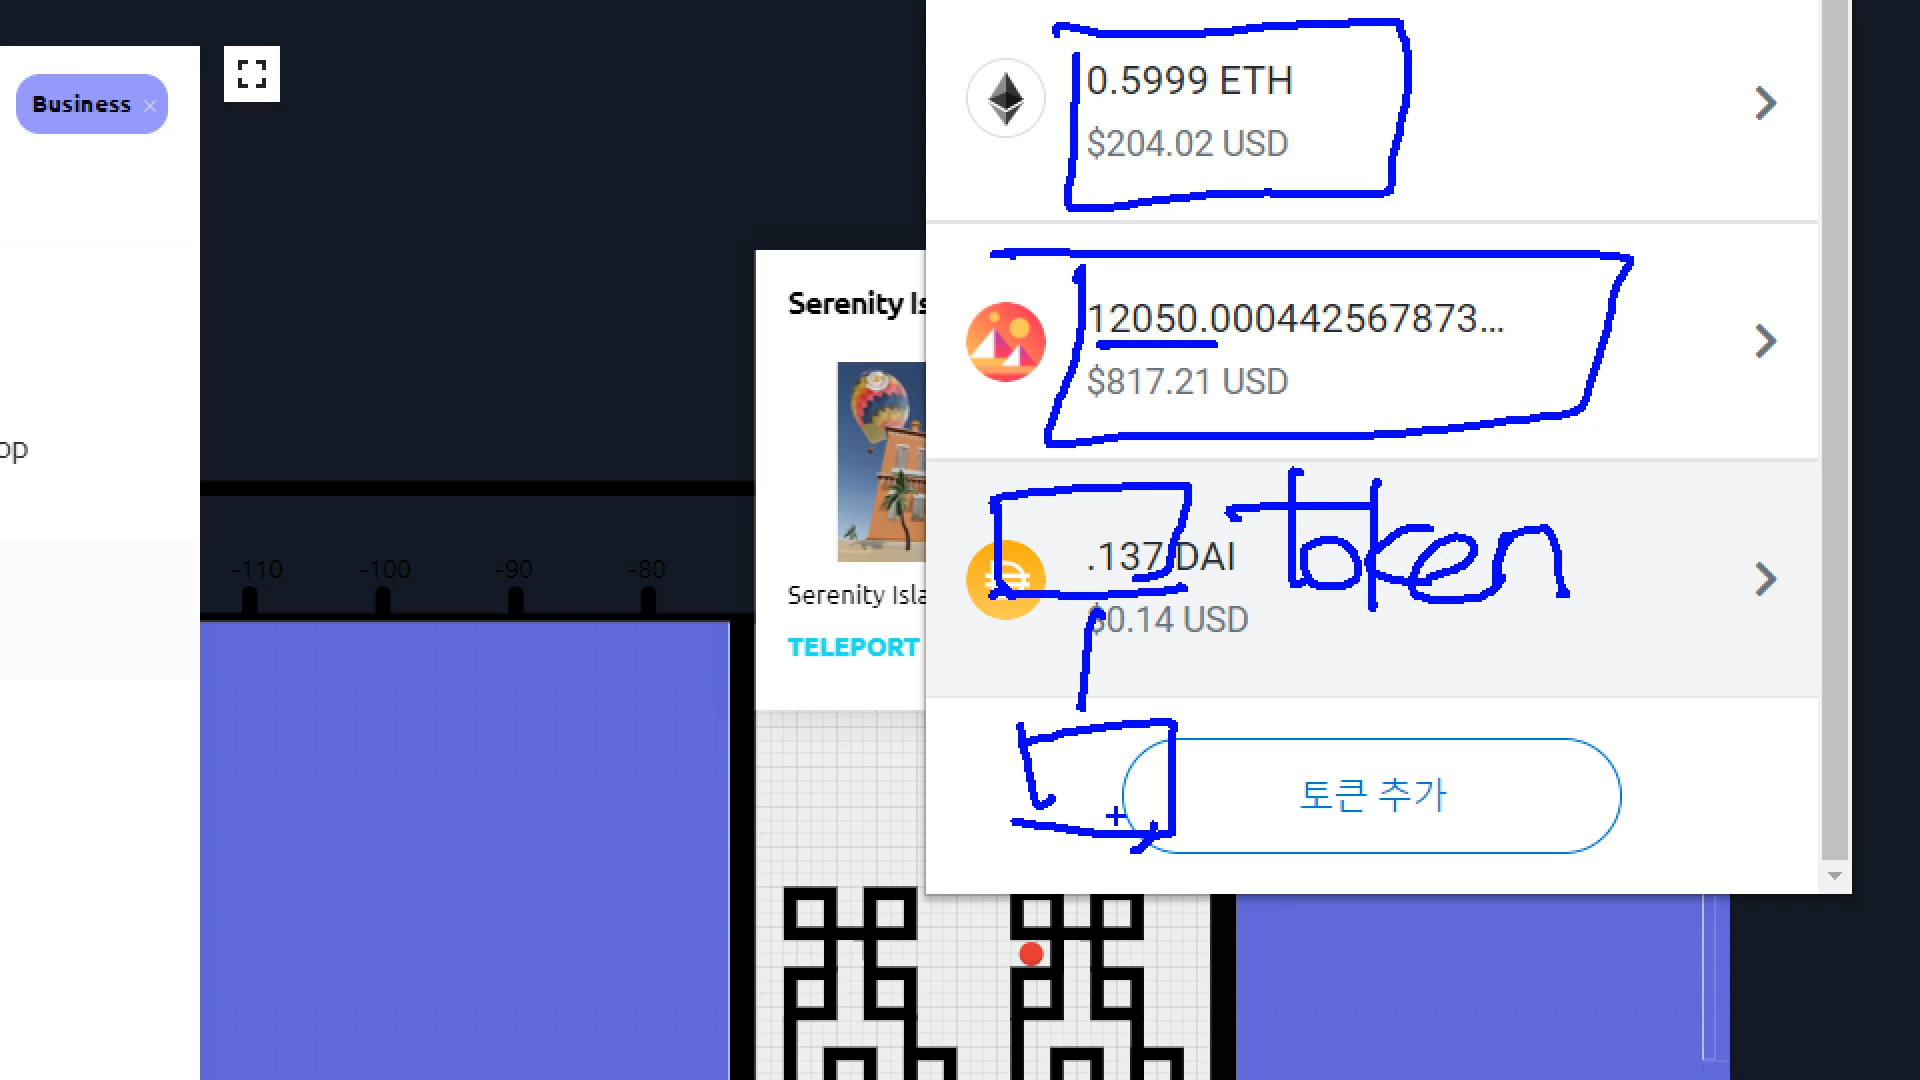 Business ×
0.5999 ETH
$204.02 USD
Serenity Is
12050.000442567873...
$817.21 USD
op
token
.137 DAI
-110 -100 -90 -80
Serenity Isla
$0.14 USD
TELEPORT
토큰 추가